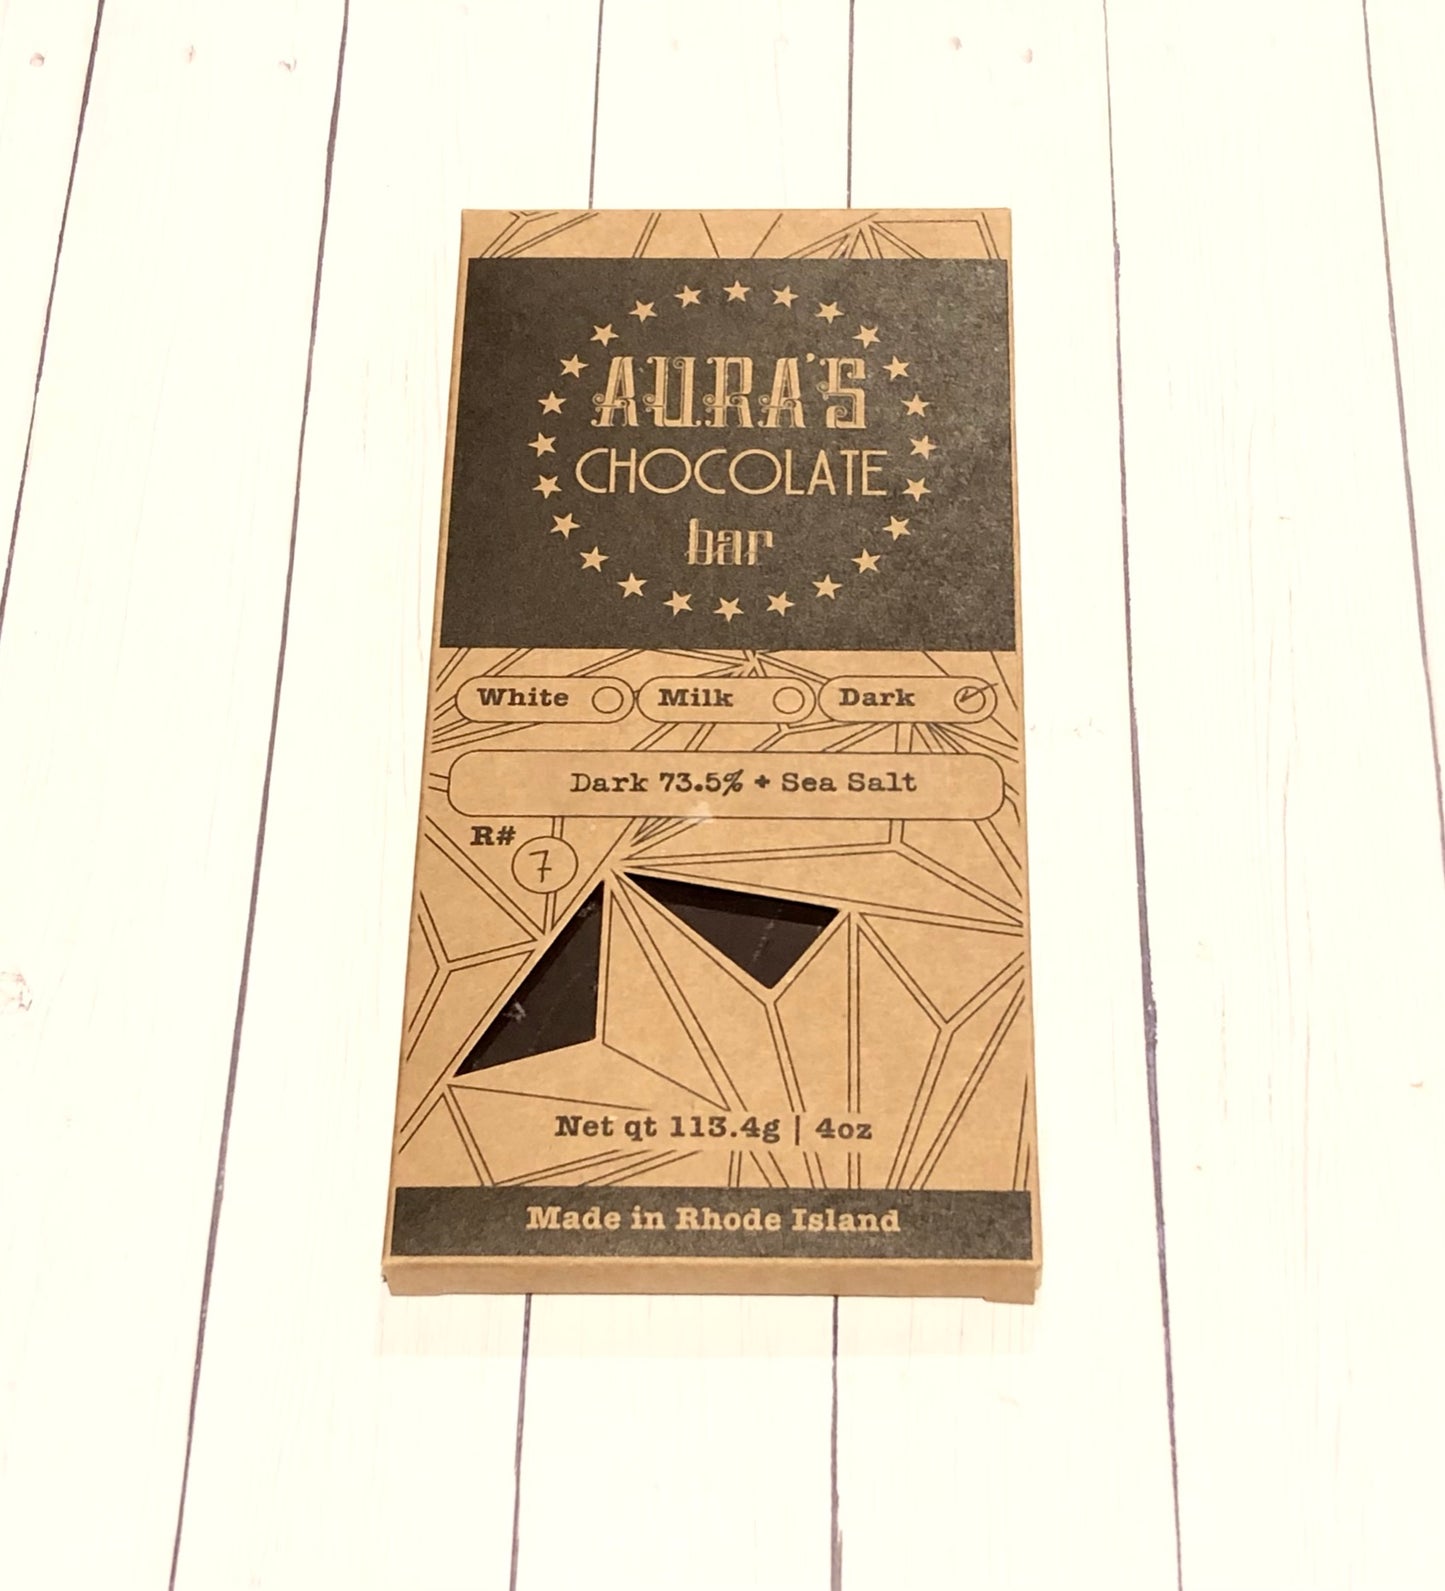 AURA'S
CHOCOLATE
bar
White Milk Dark
Dark 73.5% + Sea Salt
R#
7
Net qt 113.4g | 4oz
Made in Rhode Island